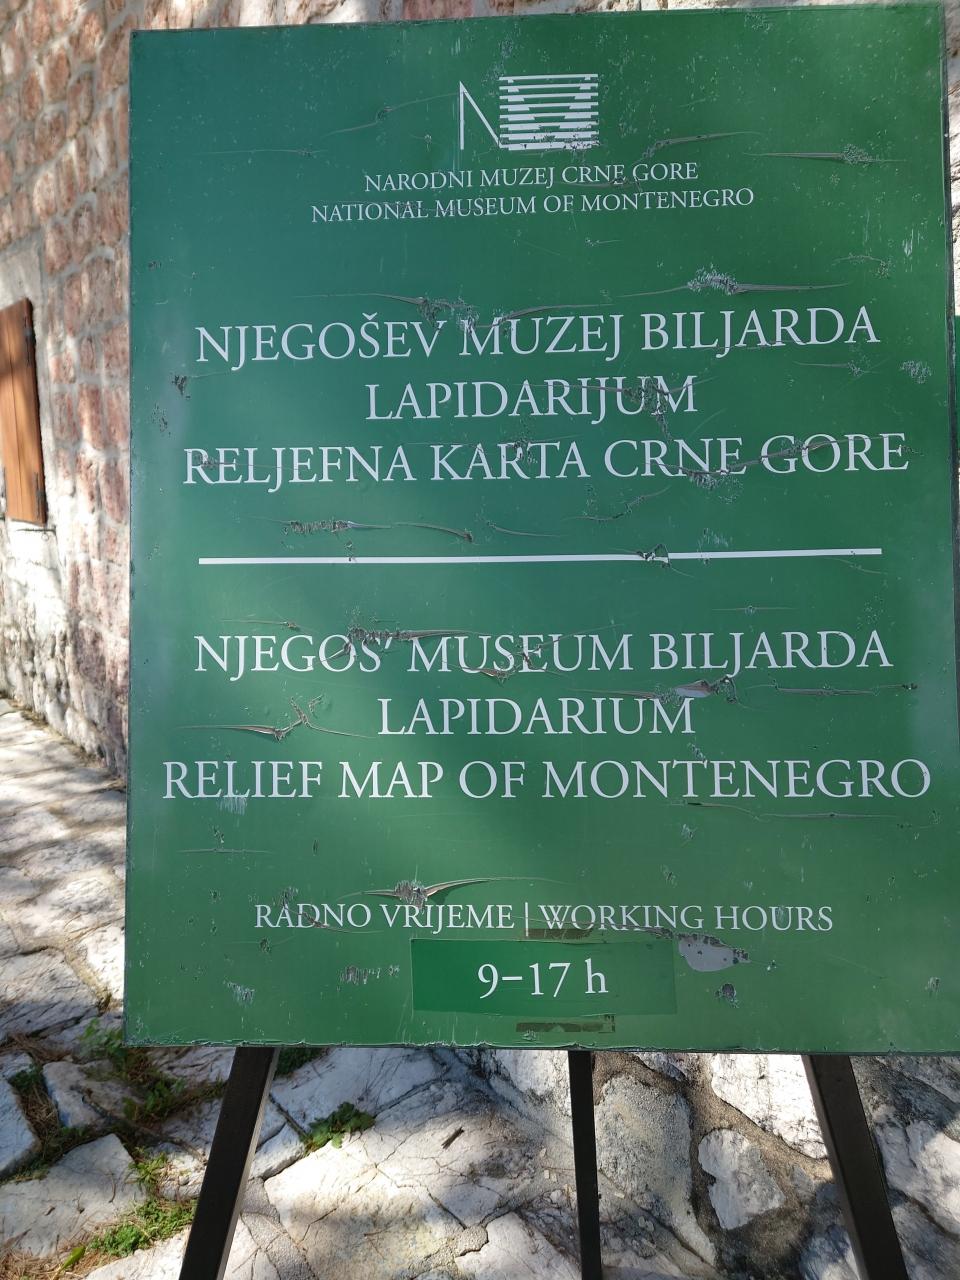 NARODNI MUZEJ CRNE GORE
NATIONAL MUSEUM OF MONTENEGRO
NJEGOŠEV MUZEJ BILJARDA
LAPIDARIJUM
RELJEFNA KARTA CRNE GORE
NJEGOS' MUSEUM BILJARDA
LAPIDARIUM
RELIEF MAP OF MONTENEGRO
RADNO VRIJEME | WORKING HOURS
9-17 h